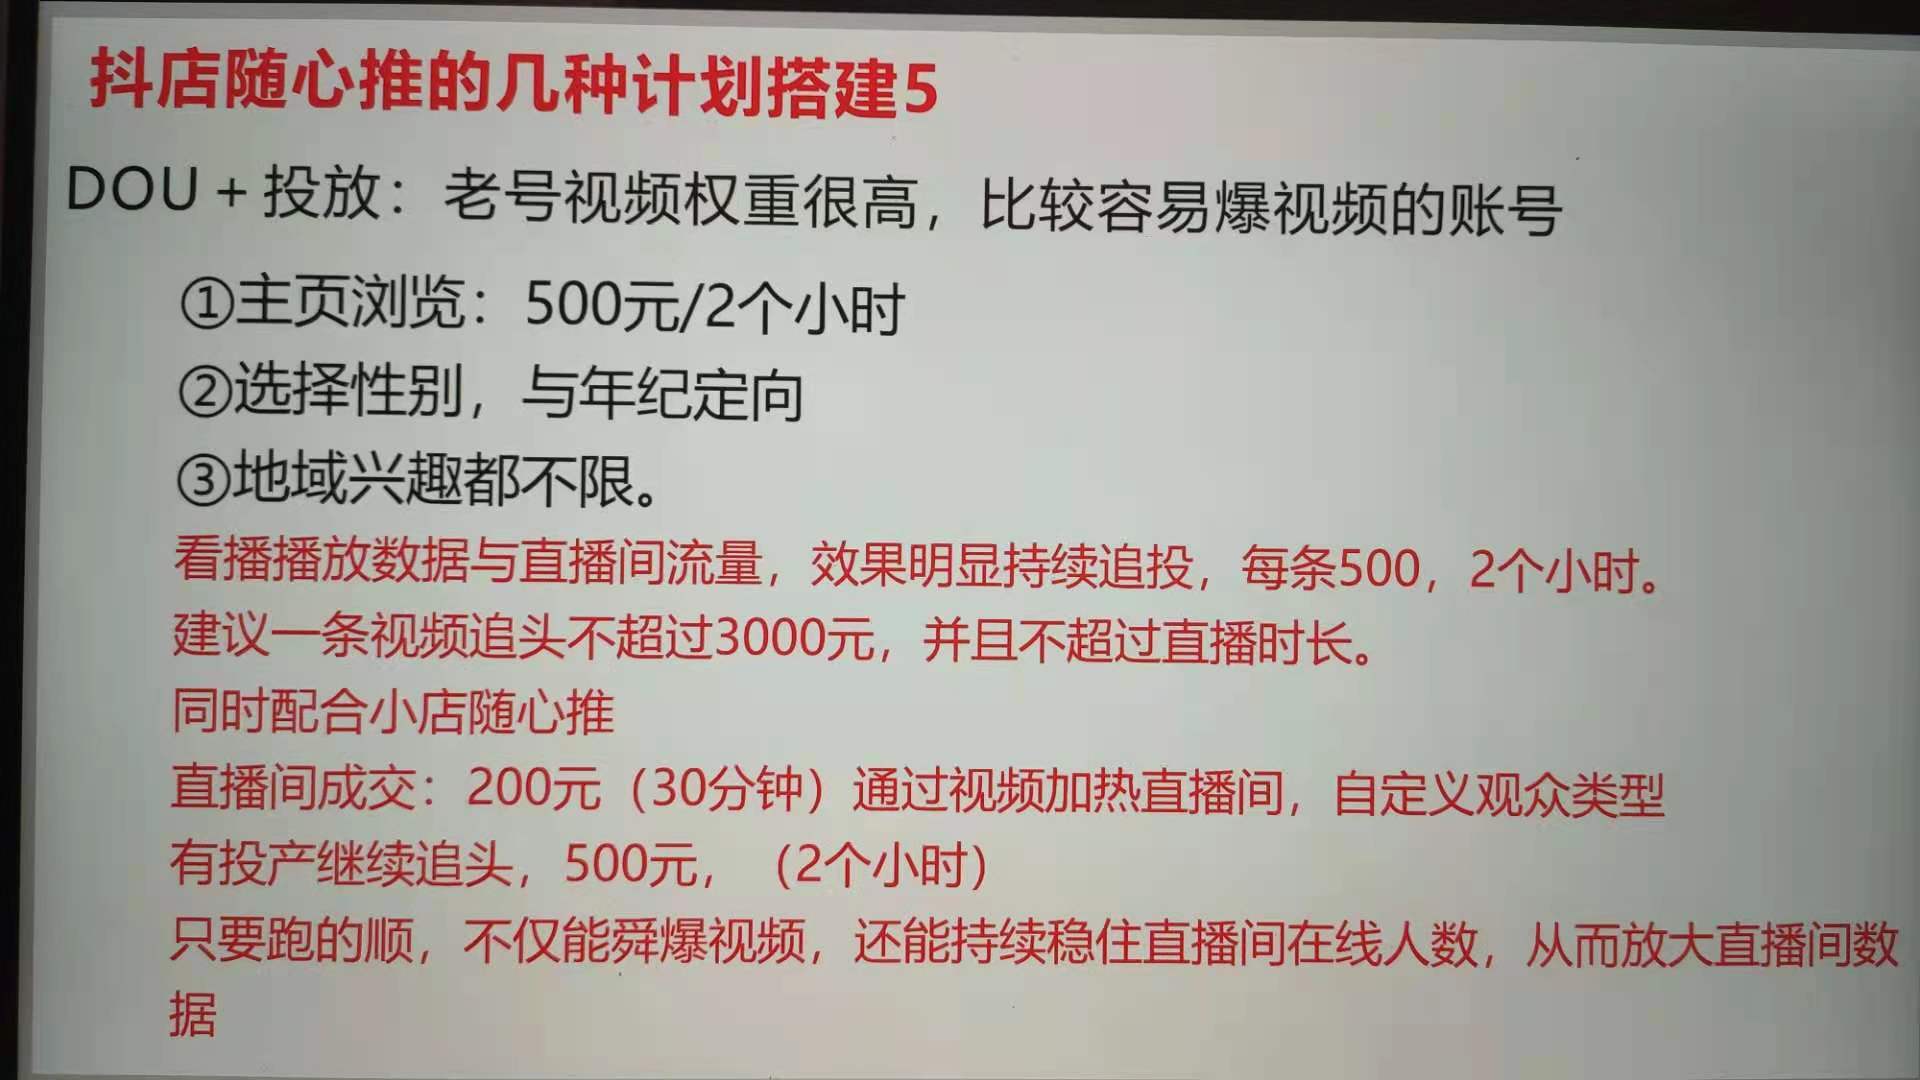 抖店随心推的几种计划搭建5
DOU＋投放：老号视频权重很高，比较容易爆视频的账号
①主页浏览：500元/2个小时
②选择性别，与年纪定向
③地域兴趣都不限。
看播播放数据与直播间流量，效果明显持续追投，每条500，2个小时。
建议一条视频追头不超过3000元，并且不超过直播时长。
同时配合小店随心推
直播间成交：200元（30分钟）通过视频加热直播间，自定义观众类型
有投产继续追头，500元，（2个小时）
只要跑的顺，不仅能舜爆视频，还能持续稳住直播间在线人数，从而放大直播间数
据